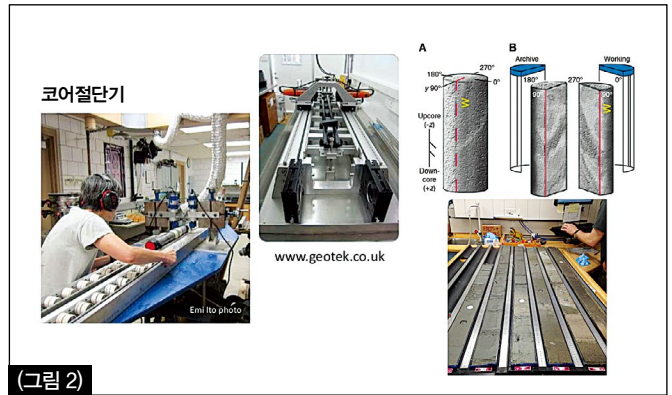 코어절단기
Emi Ito photo
www.geotek.co.uk
A
270°
180°
0°
y 90°
W
Upcore
(-z)
Down-
core
(+z)
B
Archive
Working
180°
270°
0°
90°
90°
W
(그림 2)